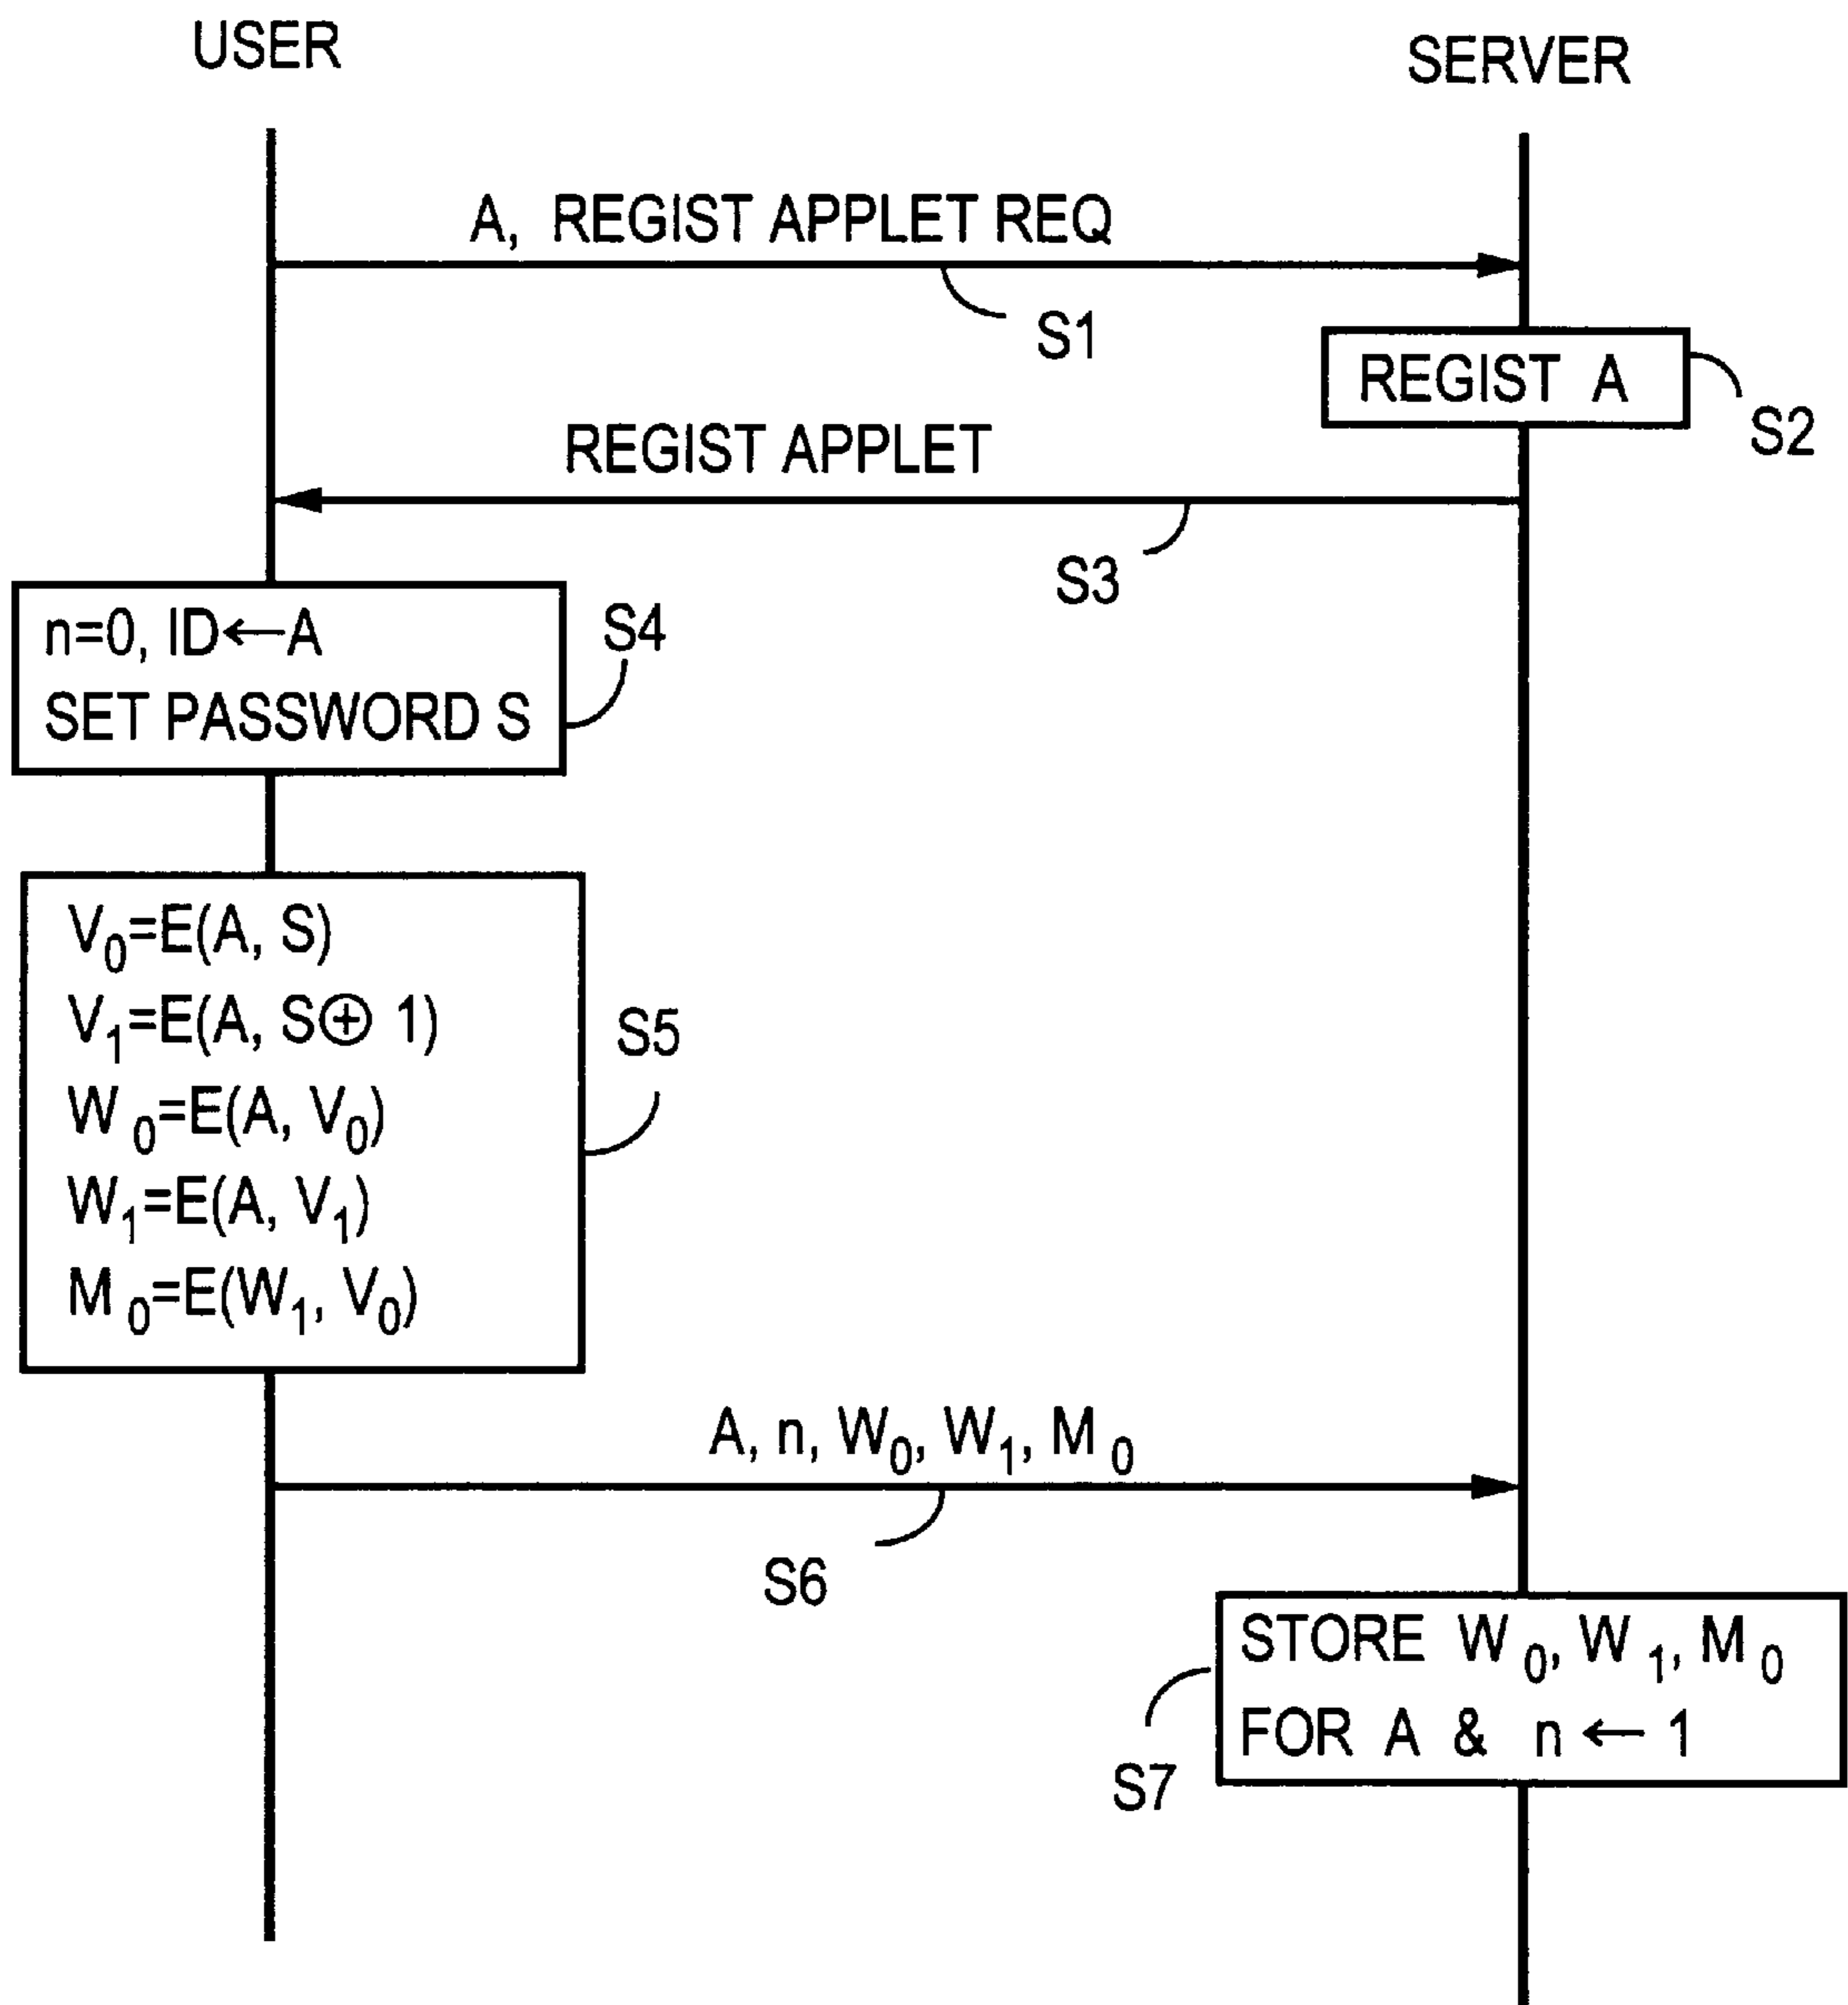 USER
SERVER
A, REGIST APPLET REQ
S1
REGIST A
S2
REGIST APPLET
S3
n=0, ID←A
SET PASSWORD S
S4
V₀=E(A, S)
V₁=E(A, S⊕ 1)
W₀=E(A, V₀)
W₁=E(A, V₁)
M₀=E(W₁, V₀)
S5
A, n, W₀, W₁, M₀
S6
STORE W₀, W₁, M₀
FOR A & n ← 1
S7